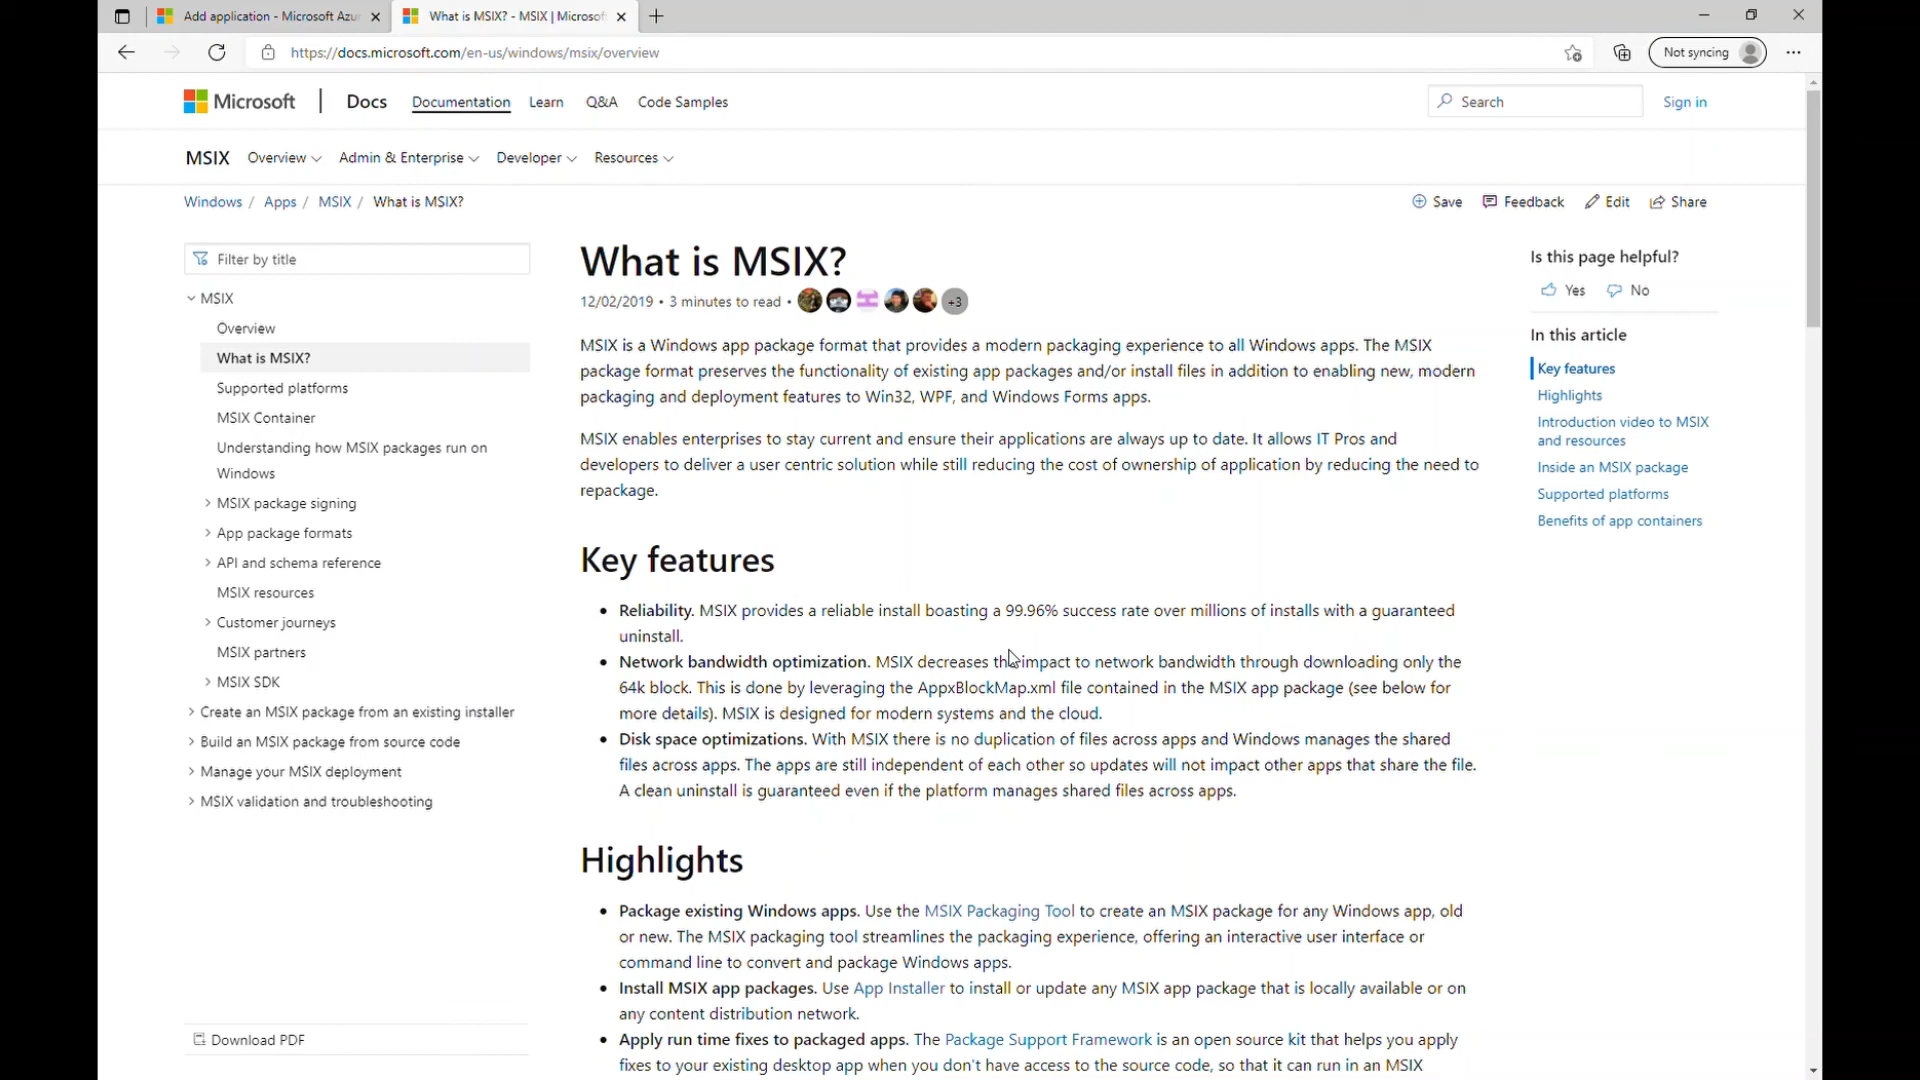 Add application - Microsoft Azu
What is MSIX? - MSIX | Microsof
https://docs.microsoft.com/en-us/windows/msix/overview
Not syncing
Microsoft
Docs
Documentation
Learn
Q&A
Code Samples
Search
Sign in
MSIX
Overview
Admin & Enterprise
Developer
Resources
Windows / Apps / MSIX / What is MSIX?
Save
Feedback
Edit
Share
Filter by title
MSIX
Overview
What is MSIX?
Supported platforms
MSIX Container
Understanding how MSIX packages run on
Windows
MSIX package signing
App package formats
API and schema reference
MSIX resources
Customer journeys
MSIX partners
MSIX SDK
Create an MSIX package from an existing installer
Build an MSIX package from source code
Manage your MSIX deployment
MSIX validation and troubleshooting
Download PDF
What is MSIX?
12/02/2019 • 3 minutes to read •
+3
MSIX is a Windows app package format that provides a modern packaging experience to all Windows apps. The MSIX
package format preserves the functionality of existing app packages and/or install files in addition to enabling new, modern
packaging and deployment features to Win32, WPF, and Windows Forms apps.
MSIX enables enterprises to stay current and ensure their applications are always up to date. It allows IT Pros and
developers to deliver a user centric solution while still reducing the cost of ownership of application by reducing the need to
repackage.
Key features
• Reliability. MSIX provides a reliable install boasting a 99.96% success rate over millions of installs with a guaranteed
uninstall.
• Network bandwidth optimization. MSIX decreases the impact to network bandwidth through downloading only the
64k block. This is done by leveraging the AppxBlockMap.xml file contained in the MSIX app package (see below for
more details). MSIX is designed for modern systems and the cloud.
• Disk space optimizations. With MSIX there is no duplication of files across apps and Windows manages the shared
files across apps. The apps are still independent of each other so updates will not impact other apps that share the file.
A clean uninstall is guaranteed even if the platform manages shared files across apps.
Highlights
• Package existing Windows apps. Use the MSIX Packaging Tool to create an MSIX package for any Windows app, old
or new. The MSIX packaging tool streamlines the packaging experience, offering an interactive user interface or
command line to convert and package Windows apps.
• Install MSIX app packages. Use App Installer to install or update any MSIX app package that is locally available or on
any content distribution network.
• Apply run time fixes to packaged apps. The Package Support Framework is an open source kit that helps you apply
fixes to your existing desktop app when you don't have access to the source code, so that it can run in an MSIX
Is this page helpful?
Yes
No
In this article
Key features
Highlights
Introduction video to MSIX
and resources
Inside an MSIX package
Supported platforms
Benefits of app containers